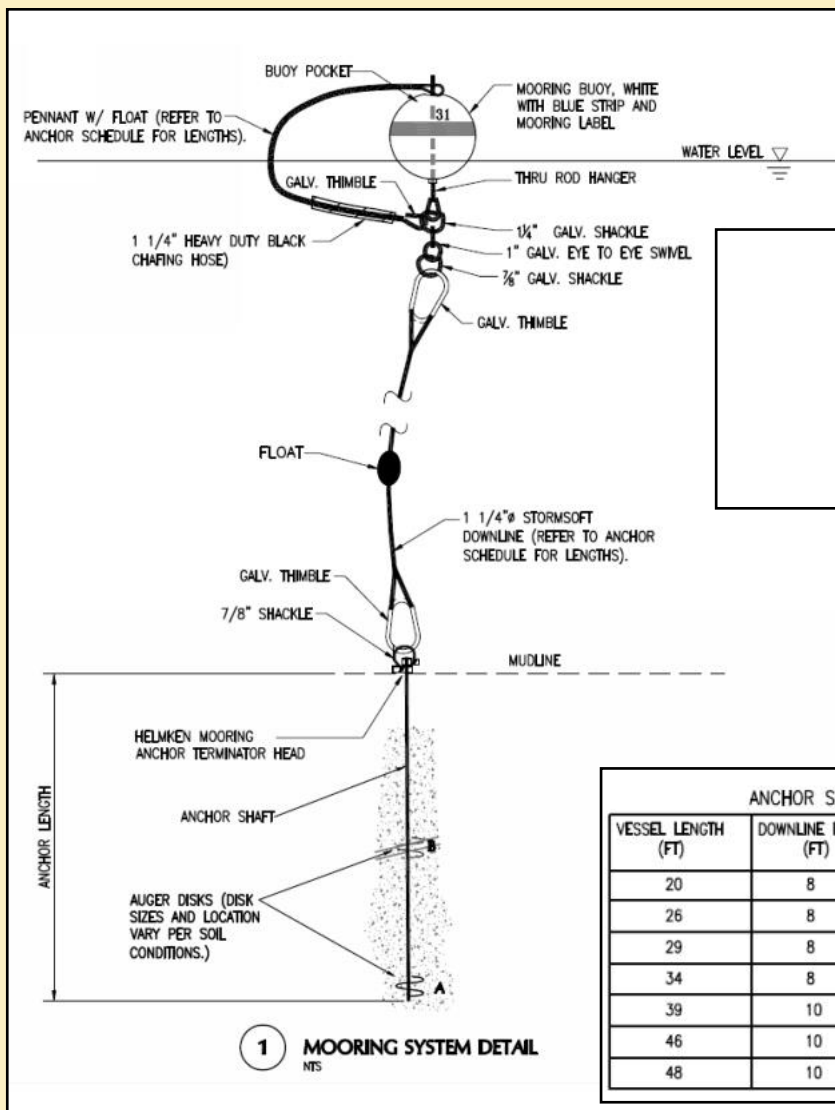 BUOY POCKET
31
MOORING BUOY, WHITE
WITH BLUE STRIP AND
MOORING LABEL
PENNANT W/ FLOAT (REFER TO
ANCHOR SCHEDULE FOR LENGTHS).
WATER LEVEL
GALV. THIMBLE
THRU ROD HANGER
1 1/4" HEAVY DUTY BLACK
CHAFING HOSE)
1¼" GALV. SHACKLE
1" GALV. EYE TO EYE SWIVEL
⅞" GALV. SHACKLE
GALV. THIMBLE
FLOAT
1 1/4"ø STORMSOFT
DOWNLINE (REFER TO ANCHOR
SCHEDULE FOR LENGTHS).
GALV. THIMBLE
7/8" SHACKLE
MUDLINE
HELMKEN MOORING
ANCHOR TERMINATOR HEAD
ANCHOR LENGTH
ANCHOR SHAFT
B
AUGER DISKS (DISK
SIZES AND LOCATION
VARY PER SOIL
CONDITIONS.)
A
1 MOORING SYSTEM DETAIL
NTS
ANCHOR S
VESSEL LENGTH (FT) DOWNLINE (FT)
20 8
26 8
29 8
34 8
39 10
46 10
48 10